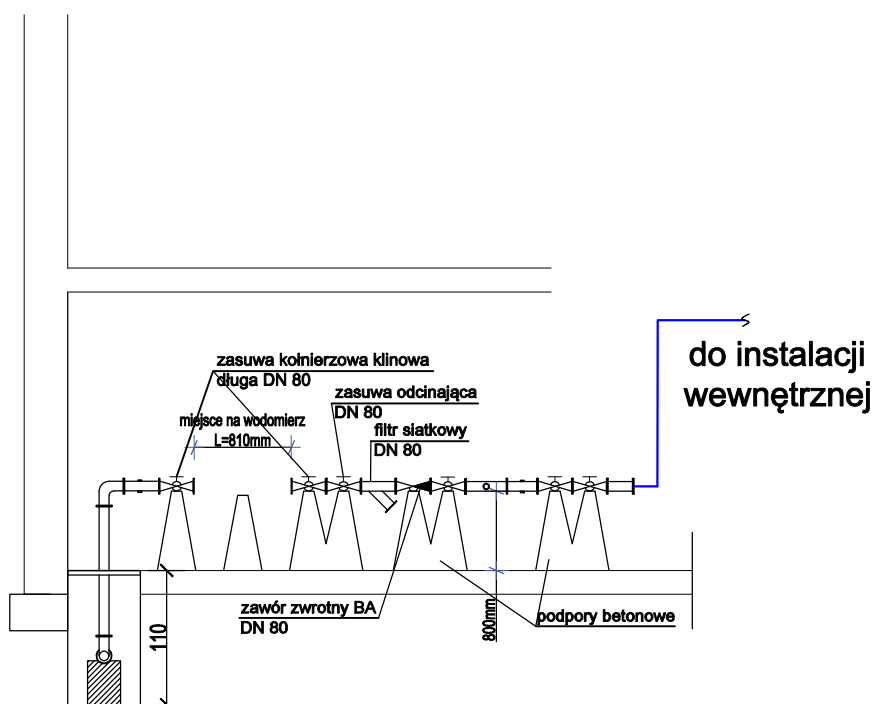 do instalacji
wewnętrznej
zasuwa kołnierzowa klinowa
długa DN 80
zasuwa odcinająca
DN 80
miejsce na wodomierz
L=810mm
filtr siatkowy
DN 80
zawór zwrotny BA
DN 80
110
800mm
podpory betonowe